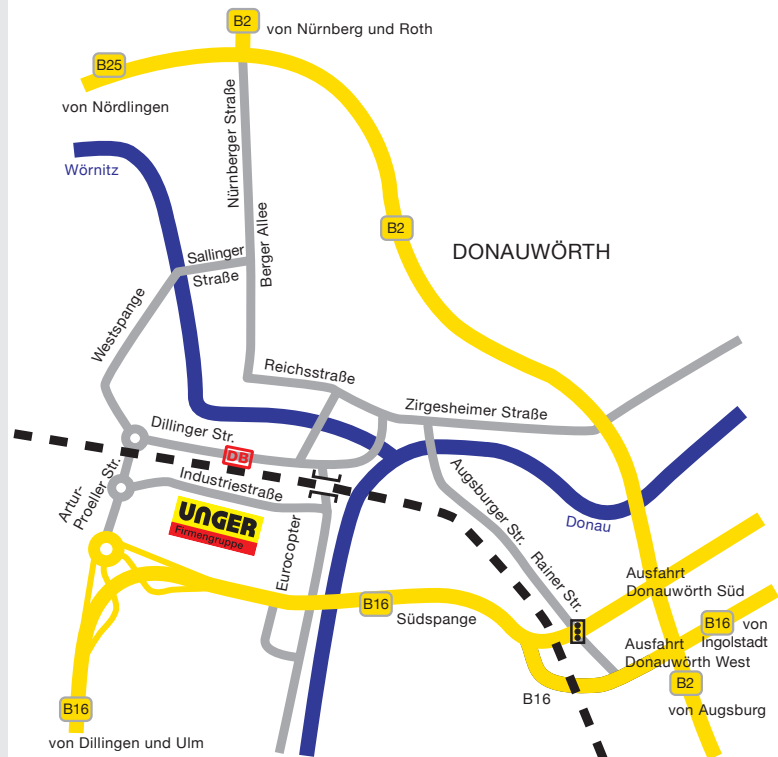 B2
von Nürnberg und Roth
B25
von Nördlingen
Wörnitz
Nürnberger Straße
B2
DONAUWÖRTH
Sallinger
Straße
Berger Allee
Westspange
Reichsstraße
Zirgesheimer Straße
Dillinger Str.
DB
Industriestraße
Artur-
Proeller Str.
UNGER
Firmengruppe
Eurocopter
Augsburger Str.
Donau
Rainer Str.
Ausfahrt
Donauwörth Süd
B16
Südspange
B16
von
Ingolstadt
Ausfahrt
Donauwörth West
B16
B2
von Augsburg
B16
von Dillingen und Ulm